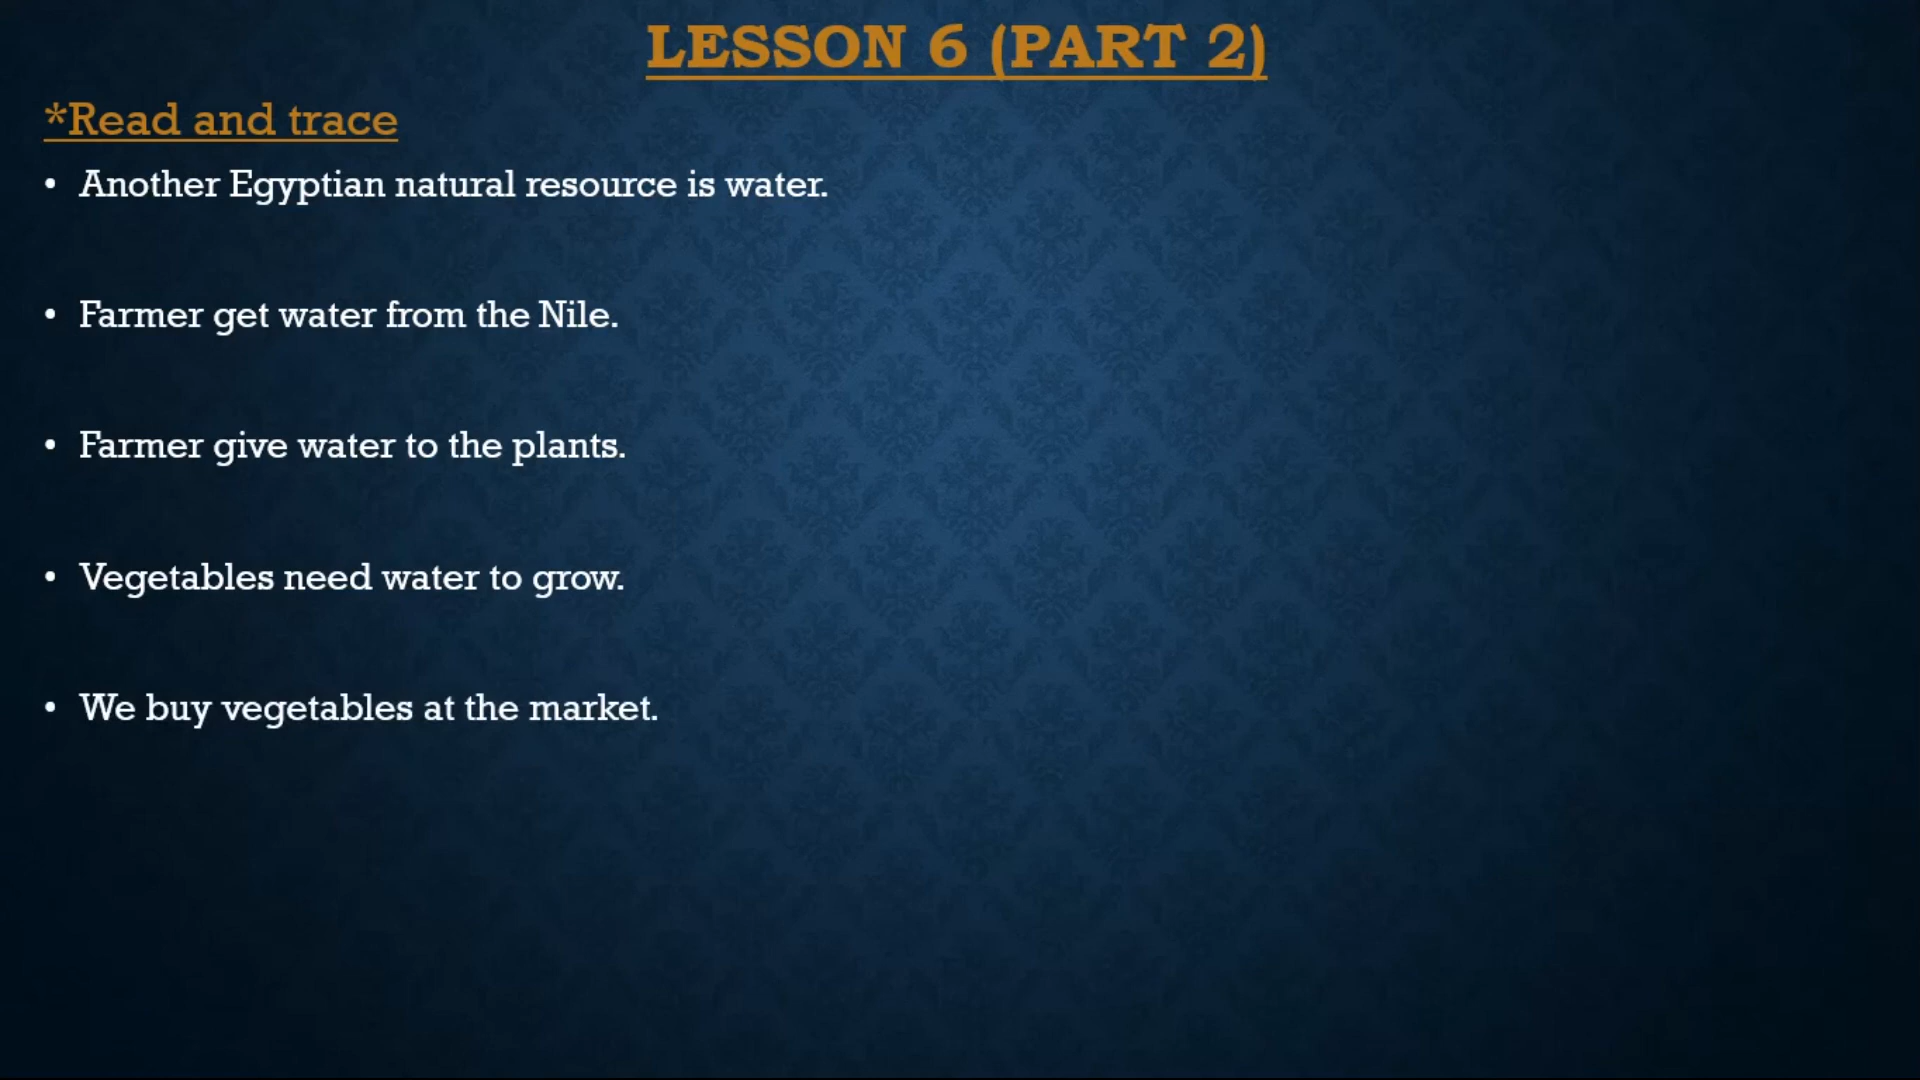 LESSON 6 (PART 2)
*Read and trace
• Another Egyptian natural resource is water.
• Farmer get water from the Nile.
• Farmer give water to the plants.
• Vegetables need water to grow.
• We buy vegetables at the market.